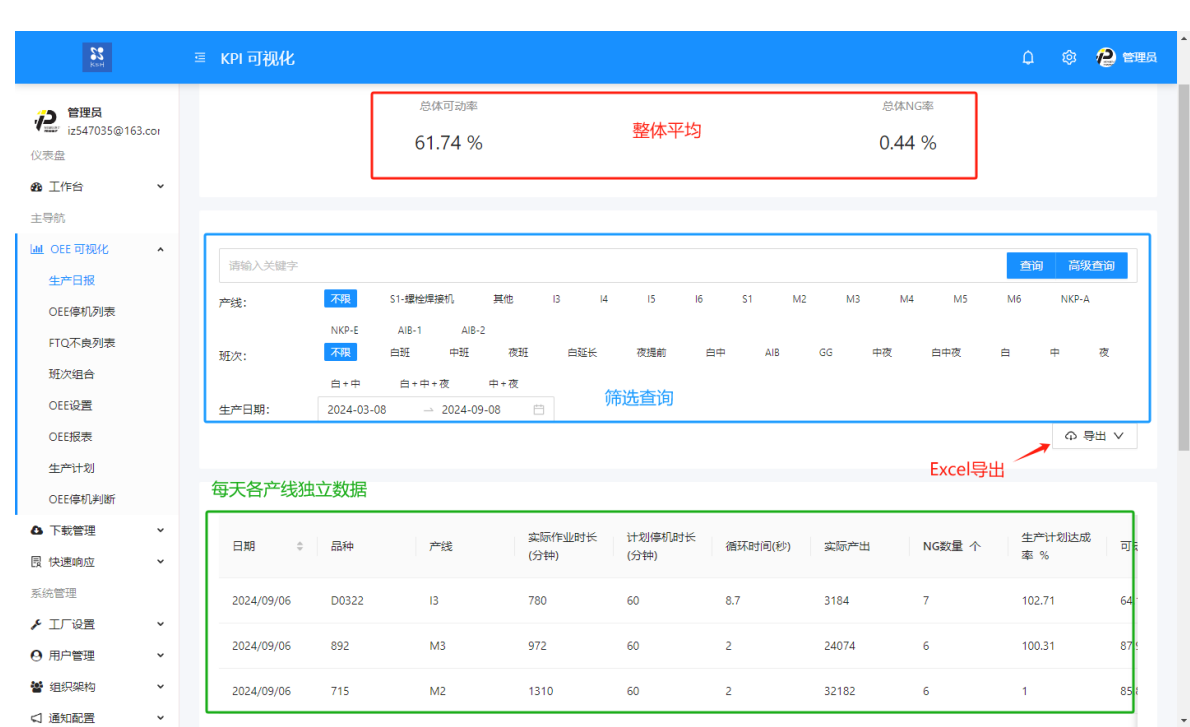 KPI 可视化
管理员
管理员
iz547035@163.cor
仪表盘
工作台
主导航
OEE 可视化
生产日报
OEE停机列表
FTQ不良列表
班次组合
OEE设置
OEE报表
生产计划
OEE停机判断
下载管理
快速响应
系统管理
工厂设置
用户管理
组织架构
通知配置
总体可动率 总体NG率
61.74 % 整体平均 0.44 %
请输入关键字 查询 高级查询
产线: 不限 S1-螺栓焊接机 其他 I3 I4 I5 I6 S1 M2 M3 M4 M5 M6 NKP-A
NKP-E AIB-1 AIB-2
班次: 不限 白班 中班 夜班 白延长 夜提前 白中 AIB GG 中夜 白中夜 白 中 夜
白+中 白+中+夜 中+夜
生产日期: 2024-03-08 → 2024-09-08 筛选查询
导出
Excel导出
每天各产线独立数据
日期 品种 产线 实际作业时长(分钟) 计划停机时长(分钟) 循环时间(秒) 实际产出 NG数量 个 生产计划达成率 %
2024/09/06 D0322 I3 780 60 8.7 3184 7 102.71 64
2024/09/06 892 M3 972 60 2 24074 6 100.31 87
2024/09/06 715 M2 1310 60 2 32182 6 1 85